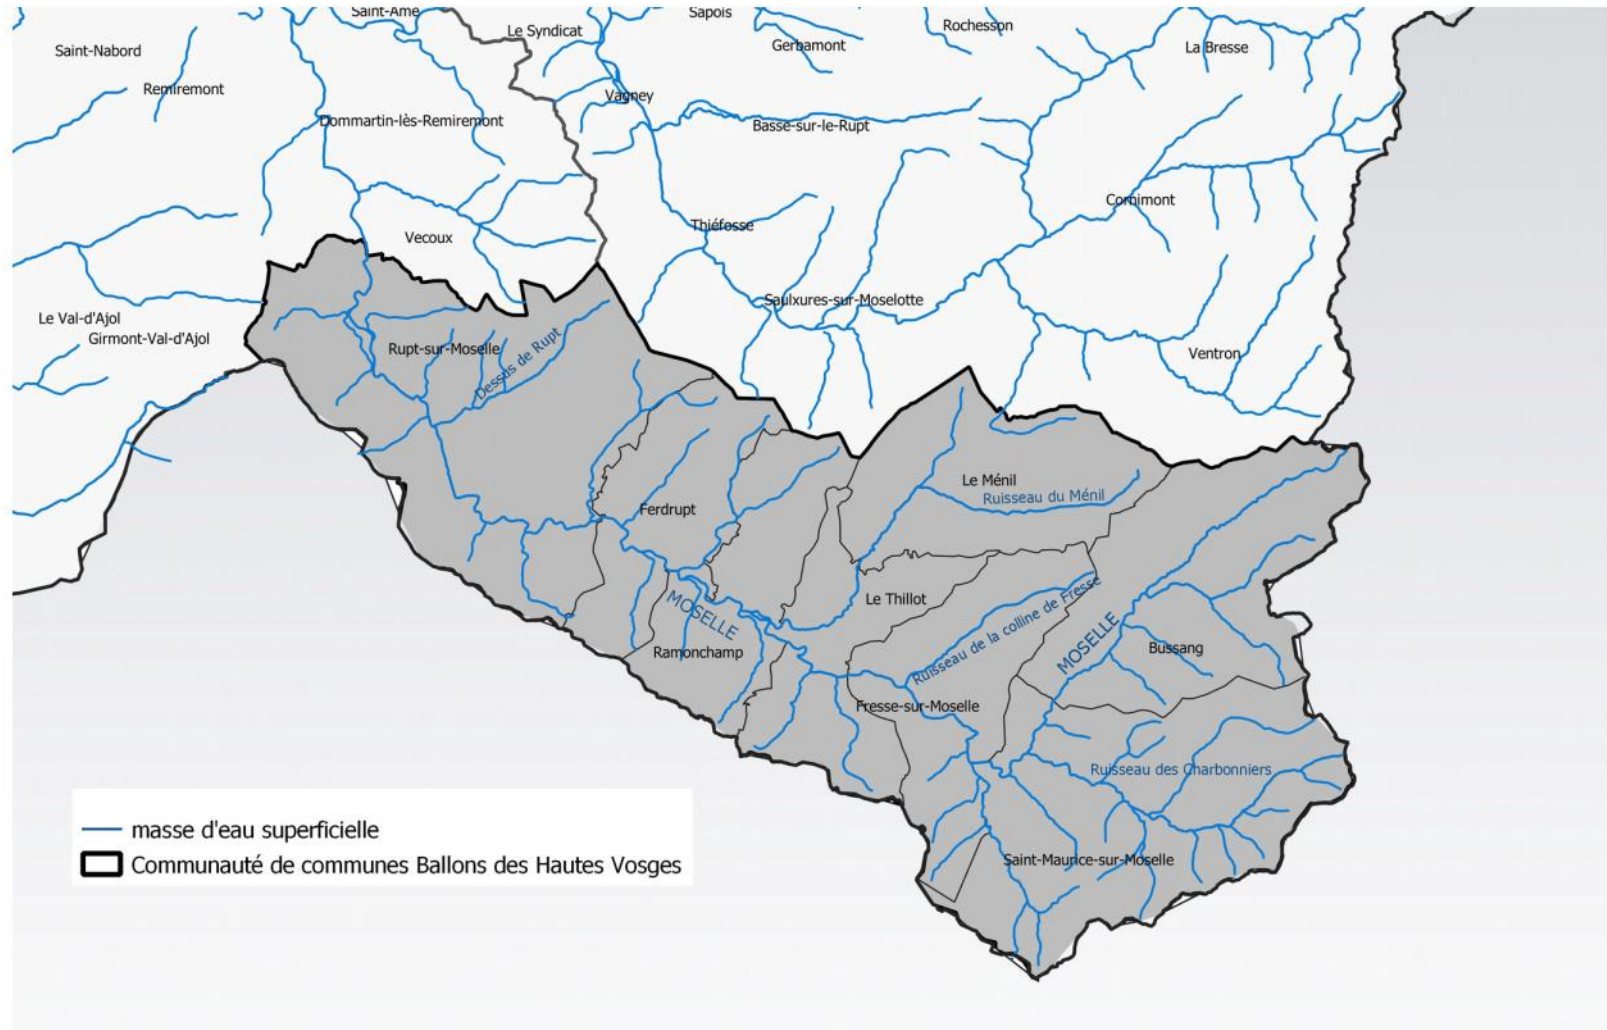 Saint-Amé
Sapois
Le Syndicat
Rochesson
Saint-Nabord
Gerbamont
La Bresse
Remiremont
Vagney
Dommartin-lès-Remiremont
Basse-sur-le-Rupt
Cornimont
Thiéfosse
Vecoux
Saulxures-sur-Moselotte
Le Val-d'Ajol
Girmont-Val-d'Ajol
Rupt-sur-Moselle
Dessus de Rupt
Ventron
Le Ménil
Ruisseau du Ménil
Ferdrupt
Le Thillot
MOSELLE
Ruisseau de la colline de Fresse
MOSELLE
Ramonchamp
Bussang
Fresse-sur-Moselle
Ruisseau des Charbonniers
Saint-Maurice-sur-Moselle
masse d'eau superficielle
Communauté de communes Ballons des Hautes Vosges